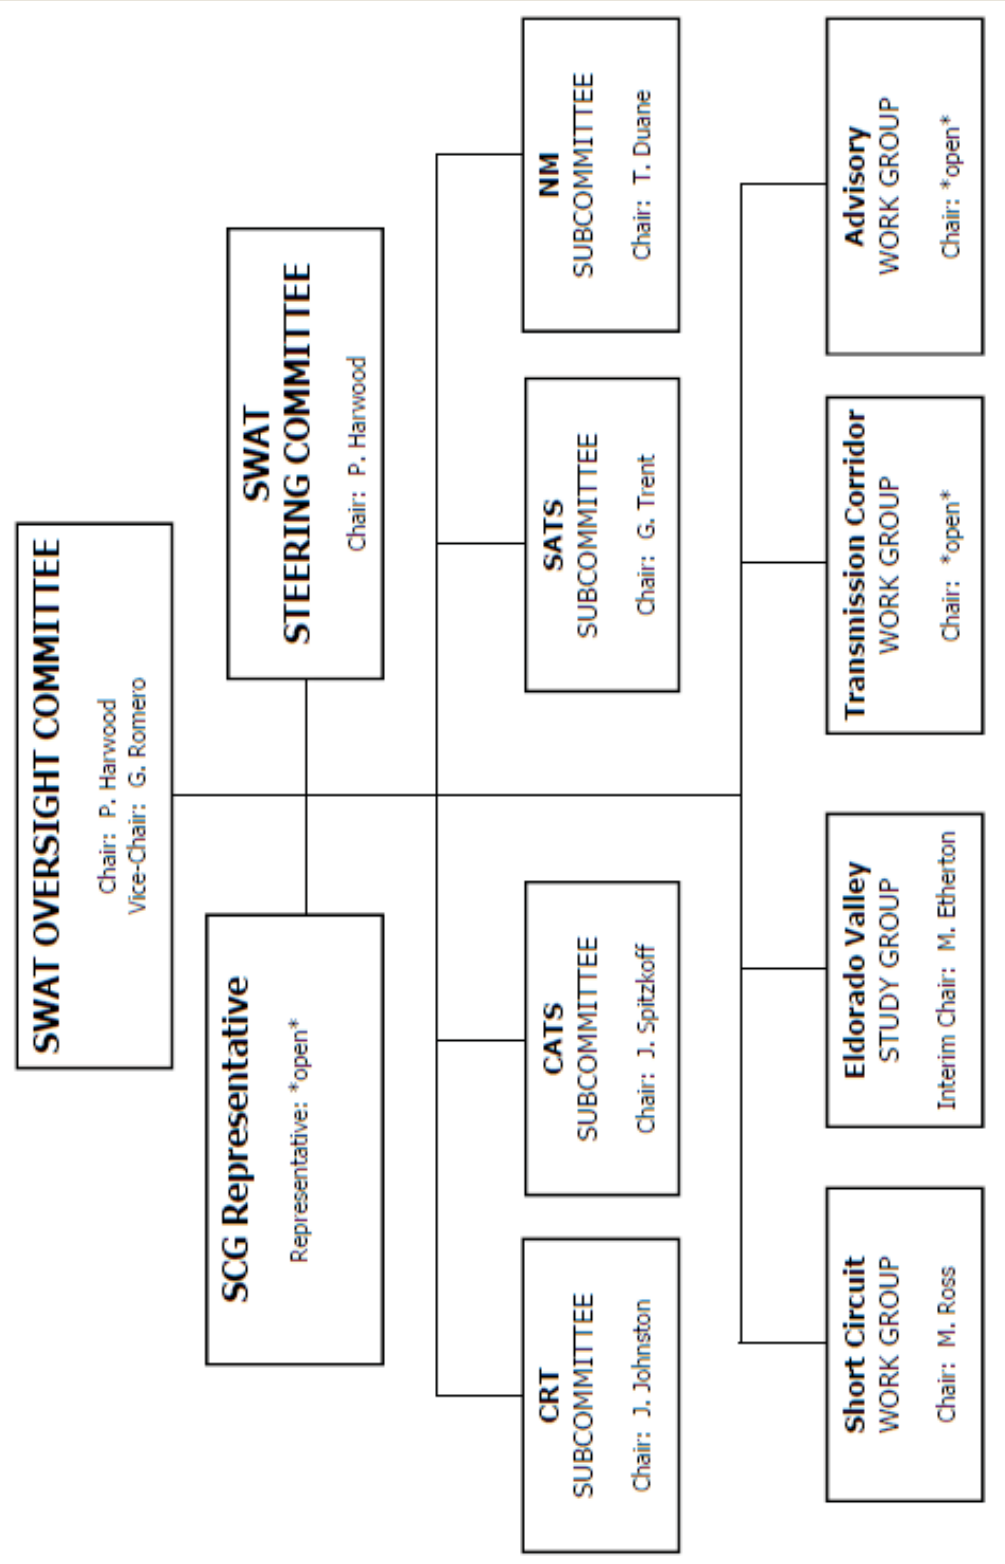 SWAT OVERSIGHT COMMITTEE
Chair: P. Harwood
Vice-Chair: G. Romero
SCG Representative
Representative: *open*
SWAT
STEERING COMMITTEE
Chair: P. Harwood
CRT
SUBCOMMITTEE
Chair: J. Johnston
CATS
SUBCOMMITTEE
Chair: J. Spitzkoff
SATS
SUBCOMMITTEE
Chair: G. Trent
NM
SUBCOMMITTEE
Chair: T. Duane
Short Circuit
WORK GROUP
Chair: M. Ross
Eldorado Valley
STUDY GROUP
Interim Chair: M. Etherton
Transmission Corridor
WORK GROUP
Chair: *open*
Advisory
WORK GROUP
Chair: *open*